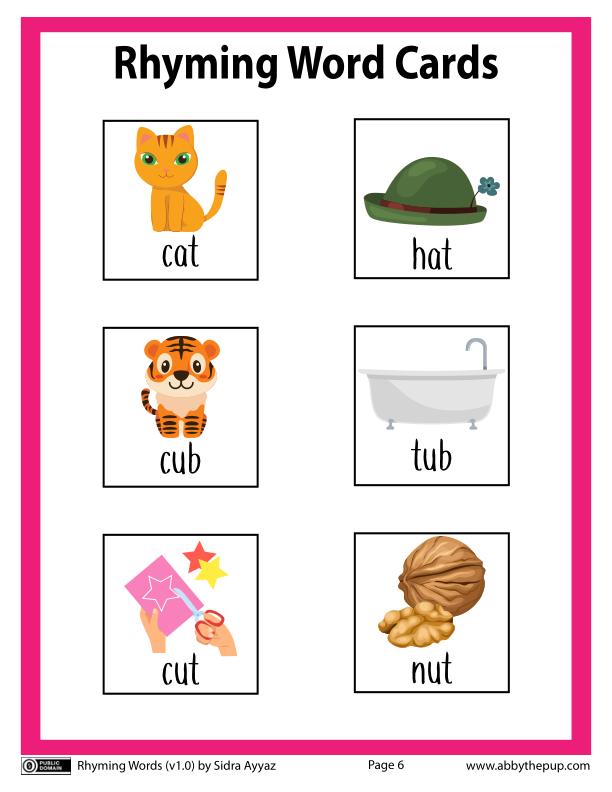 Rhyming Word Cards
cat
hat
cub
tub
cut
nut
PUBLIC
DOMAIN
Rhyming Words (v1.0) by Sidra Ayyaz
Page 6
www.abbythepup.com